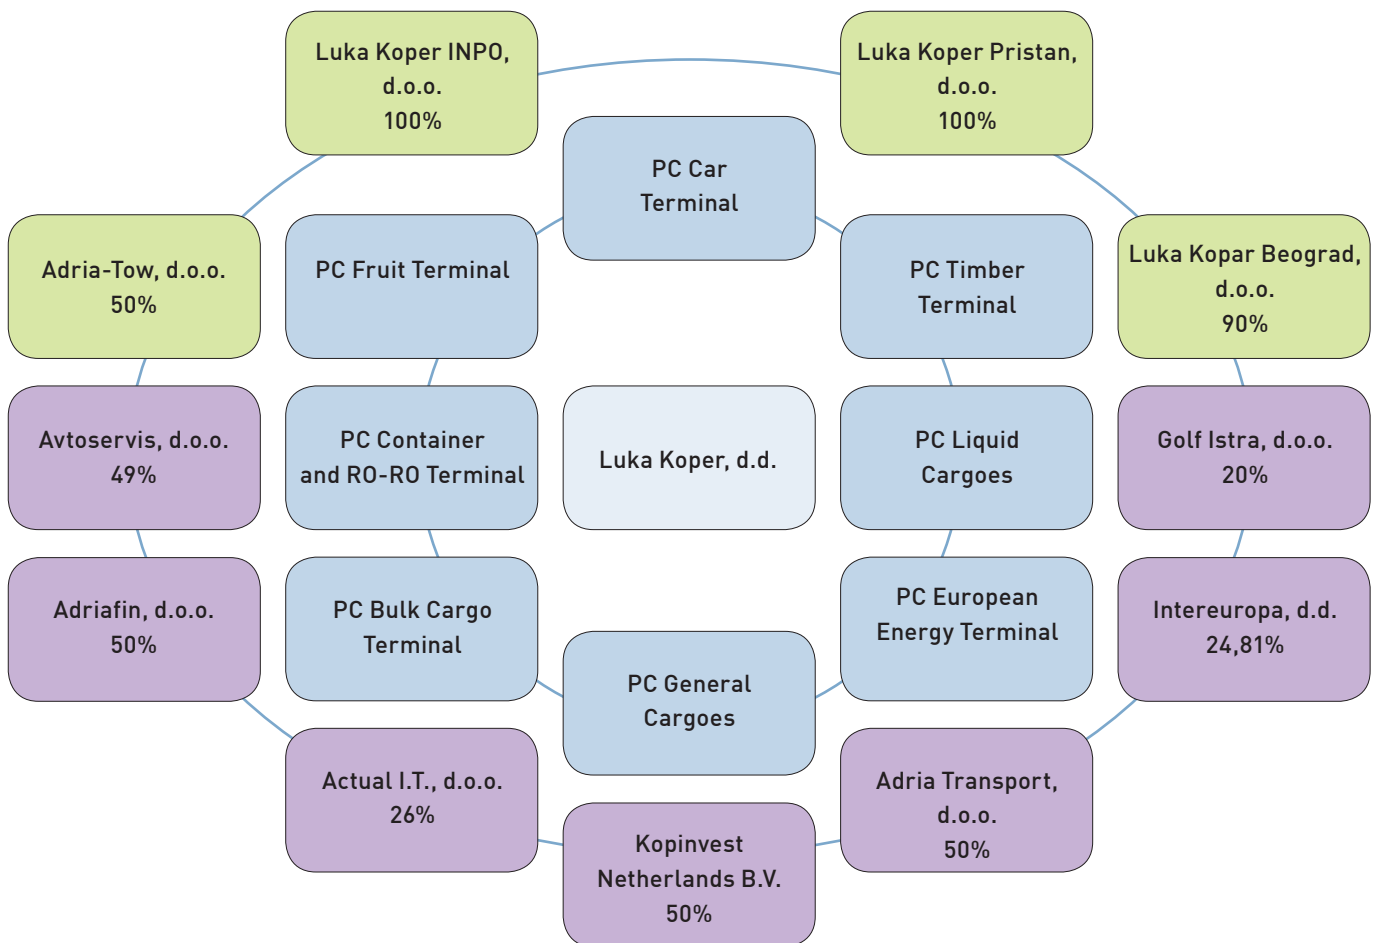 Luka Koper INPO,
d.o.o.
100%
Luka Koper Pristan,
d.o.o.
100%
PC Car
Terminal
Adria-Tow, d.o.o.
50%
PC Fruit Terminal
PC Timber
Terminal
Luka Kopar Beograd,
d.o.o.
90%
Avtoservis, d.o.o.
49%
PC Container
and RO-RO Terminal
Luka Koper, d.d.
PC Liquid
Cargoes
Golf Istra, d.o.o.
20%
Adriafin, d.o.o.
50%
PC Bulk Cargo
Terminal
PC European
Energy Terminal
Intereuropa, d.d.
24,81%
PC General
Cargoes
Actual I.T., d.o.o.
26%
Adria Transport,
d.o.o.
50%
Kopinvest
Netherlands B.V.
50%